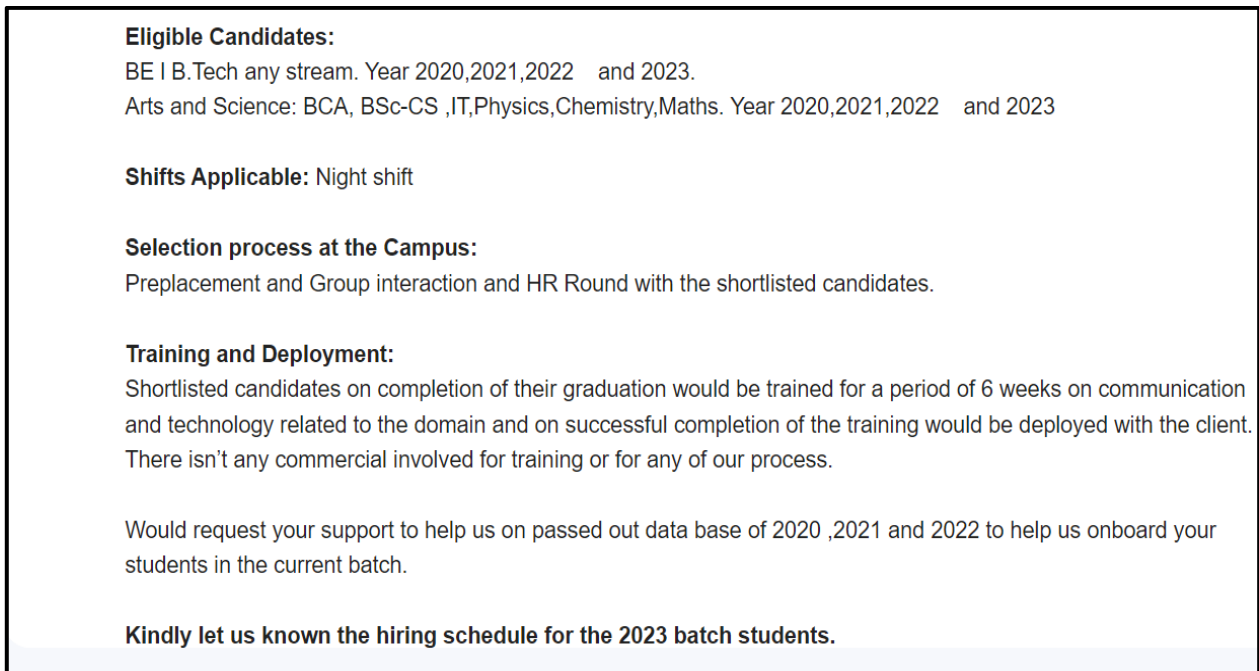 Eligible Candidates:
BE I B.Tech any stream. Year 2020,2021,2022 and 2023.
Arts and Science: BCA, BSc-CS ,IT,Physics,Chemistry,Maths. Year 2020,2021,2022 and 2023
Shifts Applicable: Night shift
Selection process at the Campus:
Preplacement and Group interaction and HR Round with the shortlisted candidates.
Training and Deployment:
Shortlisted candidates on completion of their graduation would be trained for a period of 6 weeks on communication
and technology related to the domain and on successful completion of the training would be deployed with the client.
There isn’t any commercial involved for training or for any of our process.
Would request your support to help us on passed out data base of 2020 ,2021 and 2022 to help us onboard your
students in the current batch.
Kindly let us known the hiring schedule for the 2023 batch students.